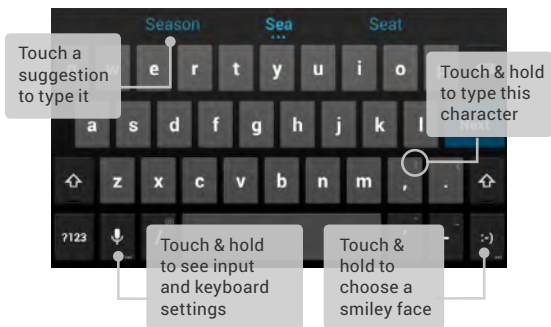 Season Sea Seat
Touch a
suggestion
to type it
w e r t y u i o p
Touch & hold
to type this
character
a s d f g h j k l Next
z x c v b n m , ! .
?123 / ' - :-)
Touch & hold
to see input
and keyboard
settings
Touch &
hold to
choose a
smiley face